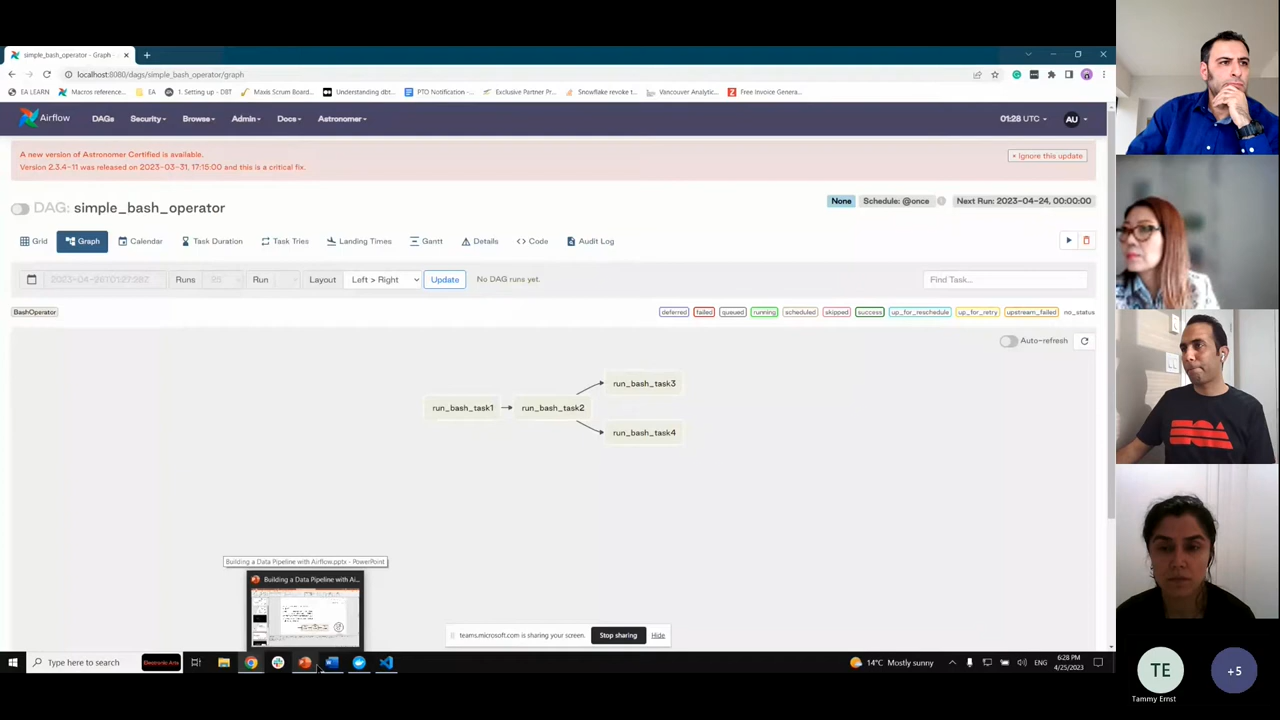 simple_bash_operator - Graph -
localhost:8080/dags/simple_bash_operator/graph
EA LEARN
Macros reference...
EA
1. Setting up - DBT
Maxis Scrum Board...
Understanding dbt...
PTO Notification -...
Exclusive Partner Pr...
Snowflake revoke t...
Vancouver Analytic...
Free Invoice Genera...
Airflow
DAGs
Security
Browse
Admin
Docs
Astronomer
01:28 UTC
AU
A new version of Astronomer Certified is available.
Version 2.3.4-11 was released on 2023-03-31, 17:15:00 and this is a critical fix.
× Ignore this update
DAG: simple_bash_operator
None
Schedule: @once
Next Run: 2023-04-24, 00:00:00
Grid
Graph
Calendar
Task Duration
Task Tries
Landing Times
Gantt
Details
<> Code
Audit Log
Runs
25
Run
Layout
Left > Right
Update
No DAG runs yet.
Find Task...
BashOperator
deferred
failed
queued
running
scheduled
skipped
success
up_for_reschedule
up_for_retry
upstream_failed
no_status
Auto-refresh
run_bash_task1
run_bash_task2
run_bash_task3
run_bash_task4
Building a Data Pipeline with Airflow.pptx - PowerPoint
Building a Data Pipeline with Ai...
teams.microsoft.com is sharing your screen.
Stop sharing
Hide
Type here to search
Electronic Arts
14°C Mostly sunny
ENG
6:28 PM
4/25/2023
TE
Tammy Ernst
+5